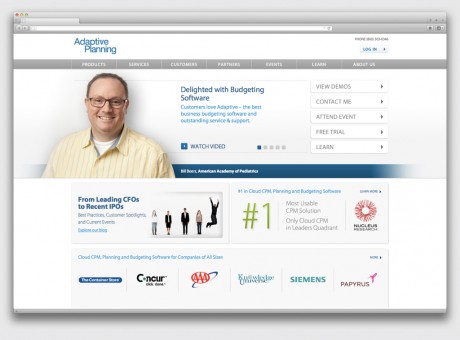 Adaptive
Planning
PHONE (800) 303-6346
LOG IN
PRODUCTS SERVICES CUSTOMERS PARTNERS EVENTS LEARN ABOUT US
Delighted with Budgeting
Software
Customers love Adaptive – the best
business budgeting software and
outstanding service & support.
WATCH VIDEO
VIEW DEMOS
CONTACT ME
ATTEND EVENT
FREE TRIAL
LEARN
Bill Ikers, American Academy of Pediatrics
From Leading CFOs
to Recent IPOs
Best Practices, Customer Spotlights,
and Current Events
Explore our Blog
#1 in Cloud CPM, Planning and Budgeting Software
LEARN MORE
#1
Most Usable
CPM Solution
Only Cloud CPM
in Leaders Quadrant
NUCLEUS
RESEARCH
Cloud CPM, Planning and Budgeting Software for Companies of All Sizes
MORE
The Container Store
Concur
AAA
Knowledge
Universe
SIEMENS
PAPYRUS